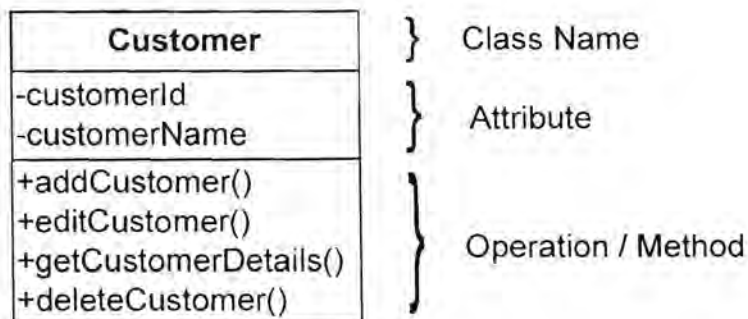 Customer } Class Name
-customerId
-customerName
} Attribute
+addCustomer()
+editCustomer()
+getCustomerDetails()
+deleteCustomer()
} Operation / Method